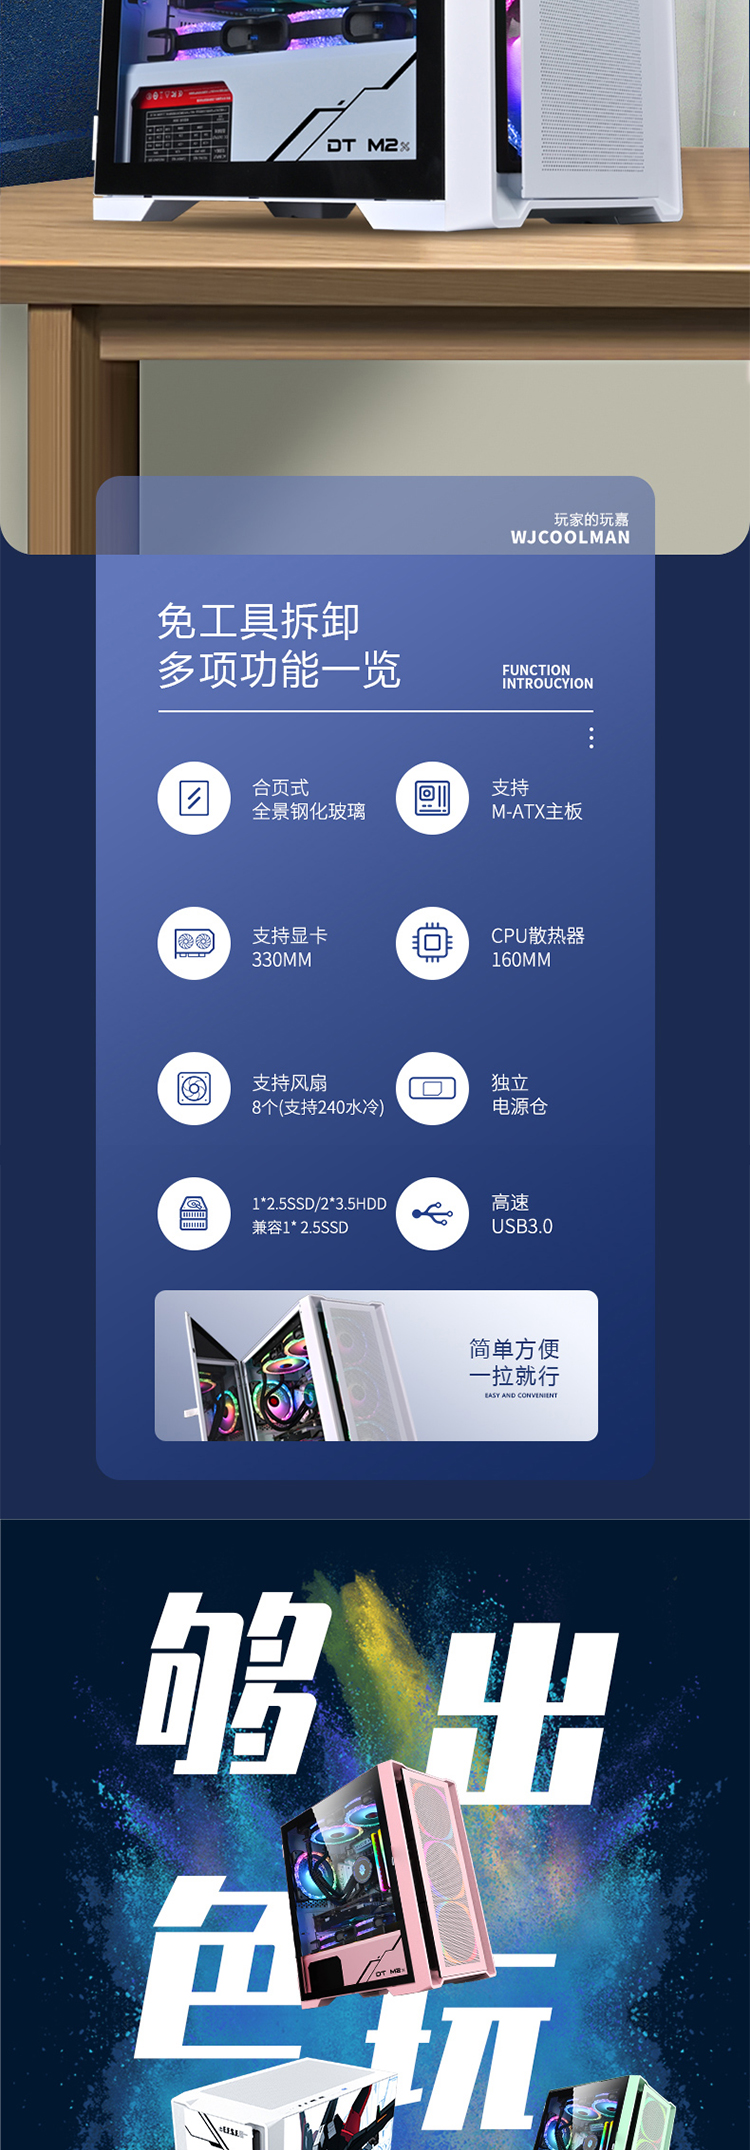 DT M2x
玩家的玩嘉
WJCOOLMAN
免工具拆卸
多项功能一览
FUNCTION
INTROUCYION
合页式
全景钢化玻璃
支持
M-ATX主板
支持显卡
330MM
CPU散热器
160MM
支持风扇
8个(支持240水冷)
独立
电源仓
1*2.5SSD/2*3.5HDD
兼容1* 2.5SSD
高速
USB3.0
简单方便
一拉就行
EASY AND CONVENIENT
够出
色玩
DT M2x